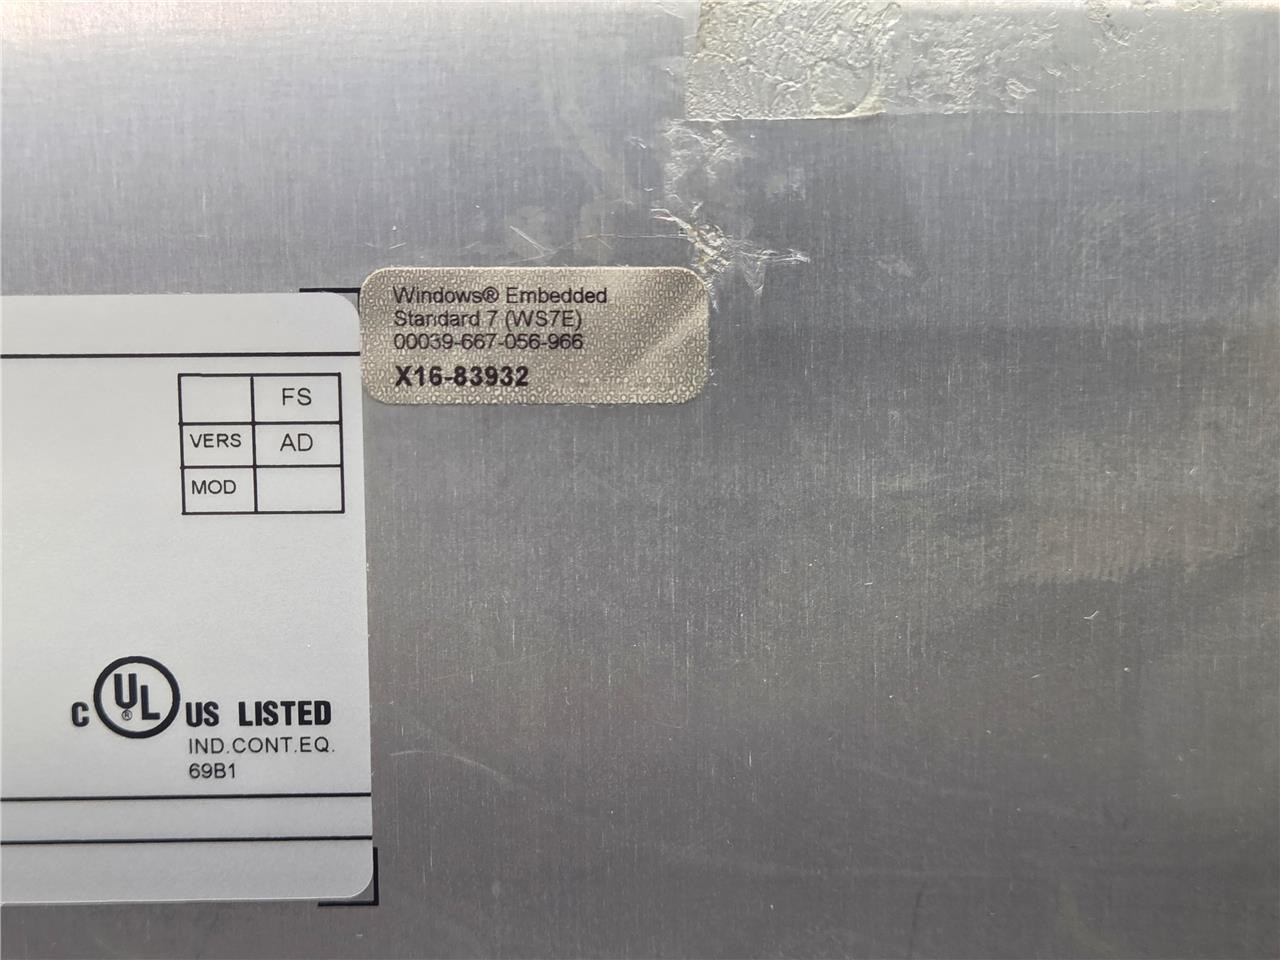 Windows® Embedded
Standard 7 (WS7E)
00039-667-056-966
X16-83932
FS
VERS AD
MOD
C UL® US LISTED
IND.CONT.EQ.
69B1